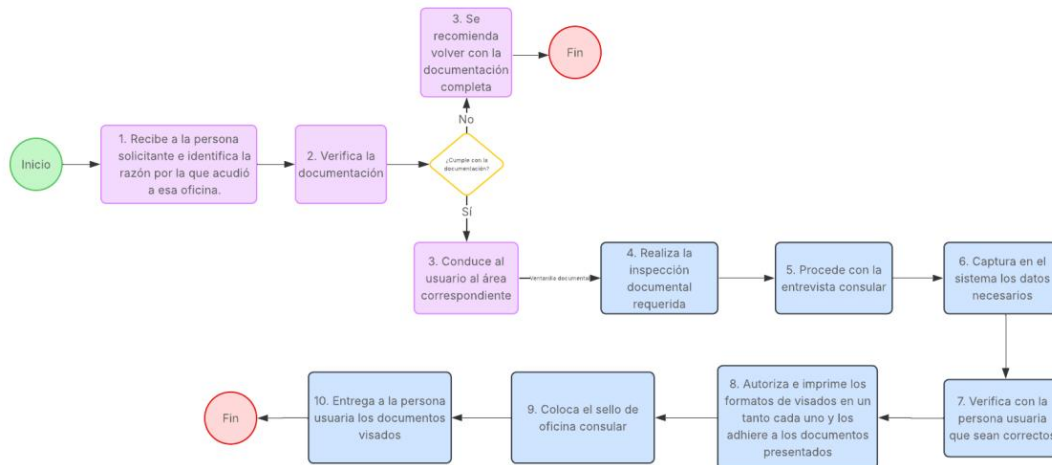 3. Se
recomienda
volver con la
documentación
completa
Fin
No
Inicio
1. Recibe a la persona
solicitante e identifica la
razón por la que acudió
a esa oficina.
2. Verifica la
documentación
¿Cumple con la
documentación?
Sí
3. Conduce al
usuario al área
correspondiente
Ventanilla documental
4. Realiza la
inspección
documental
requerida
5. Procede con la
entrevista consular
6. Captura en el
sistema los datos
necesarios
7. Verifica con la
persona usuaria
que sean correctos
8. Autoriza e imprime los
formatos de visados en un
tanto cada uno y los
adhiere a los documentos
presentados
9. Coloca el sello de
oficina consular
10. Entrega a la persona
usuaria los documentos
visados
Fin